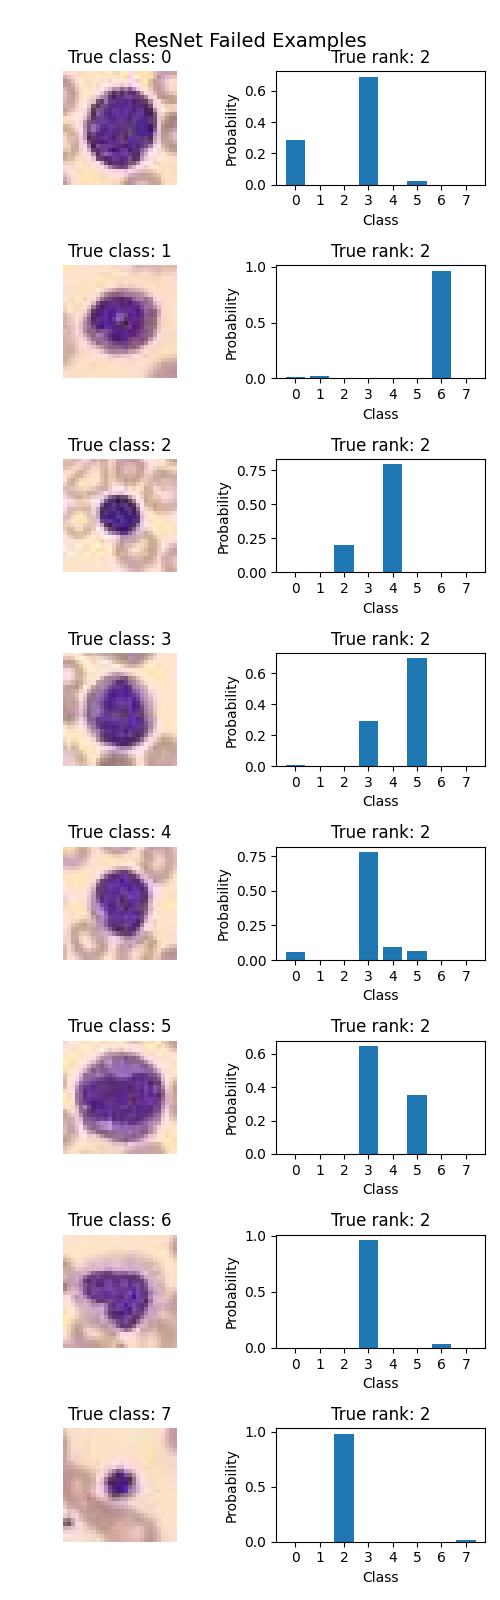 ResNet Failed Examples
True class: 0
True rank: 2
Probability
0.6
0.4
0.2
0.0
0 1 2 3 4 5 6 7
Class
True class: 1
True rank: 2
Probability
1.0
0.5
0.0
0 1 2 3 4 5 6 7
Class
True class: 2
True rank: 2
Probability
0.75
0.50
0.25
0.00
0 1 2 3 4 5 6 7
Class
True class: 3
True rank: 2
Probability
0.6
0.4
0.2
0.0
0 1 2 3 4 5 6 7
Class
True class: 4
True rank: 2
Probability
0.75
0.50
0.25
0.00
0 1 2 3 4 5 6 7
Class
True class: 5
True rank: 2
Probability
0.6
0.4
0.2
0.0
0 1 2 3 4 5 6 7
Class
True class: 6
True rank: 2
Probability
1.0
0.5
0.0
0 1 2 3 4 5 6 7
Class
True class: 7
True rank: 2
Probability
1.0
0.5
0.0
0 1 2 3 4 5 6 7
Class